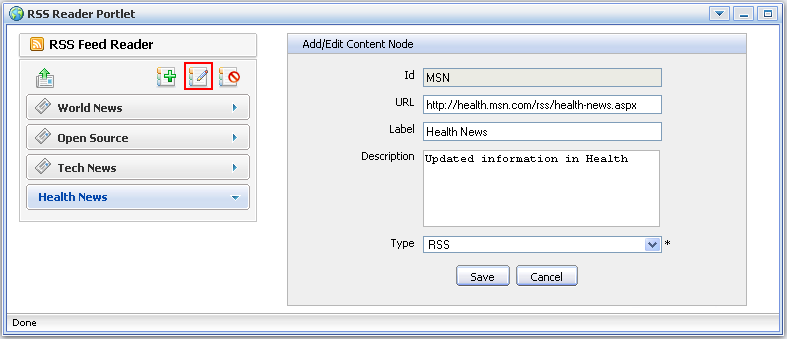 RSS Reader Portlet
RSS Feed Reader
World News
Open Source
Tech News
Health News
Add/Edit Content Node
Id MSN
URL http://health.msn.com/rss/health-news.aspx
Label Health News
Description Updated information in Health
Type RSS *
Save Cancel
Done